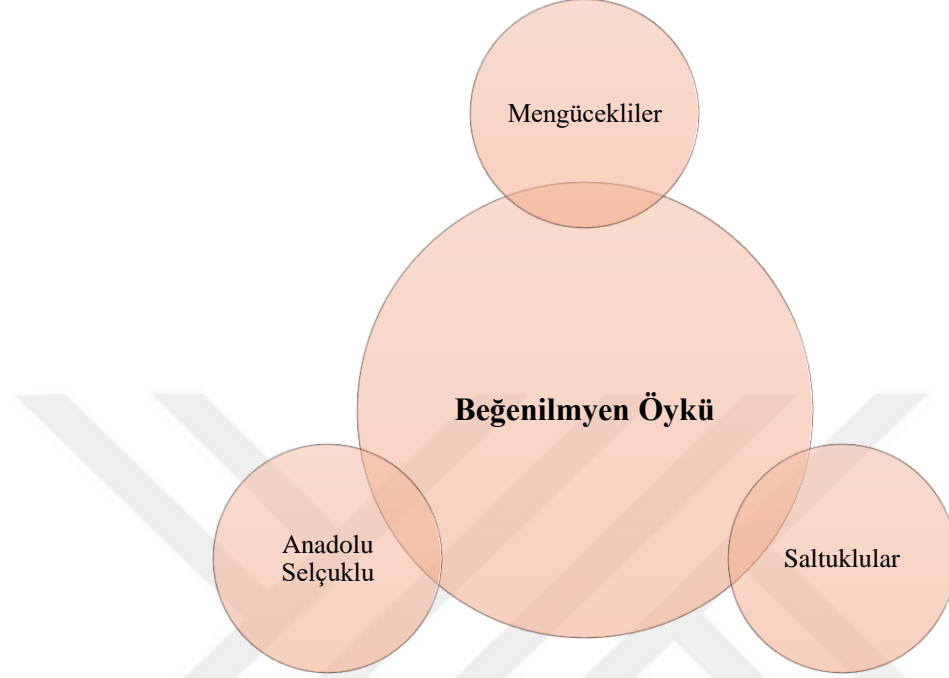 Mengücekliler
Beğenilmyen Öykü
Anadolu
Selçuklu
Saltuklular